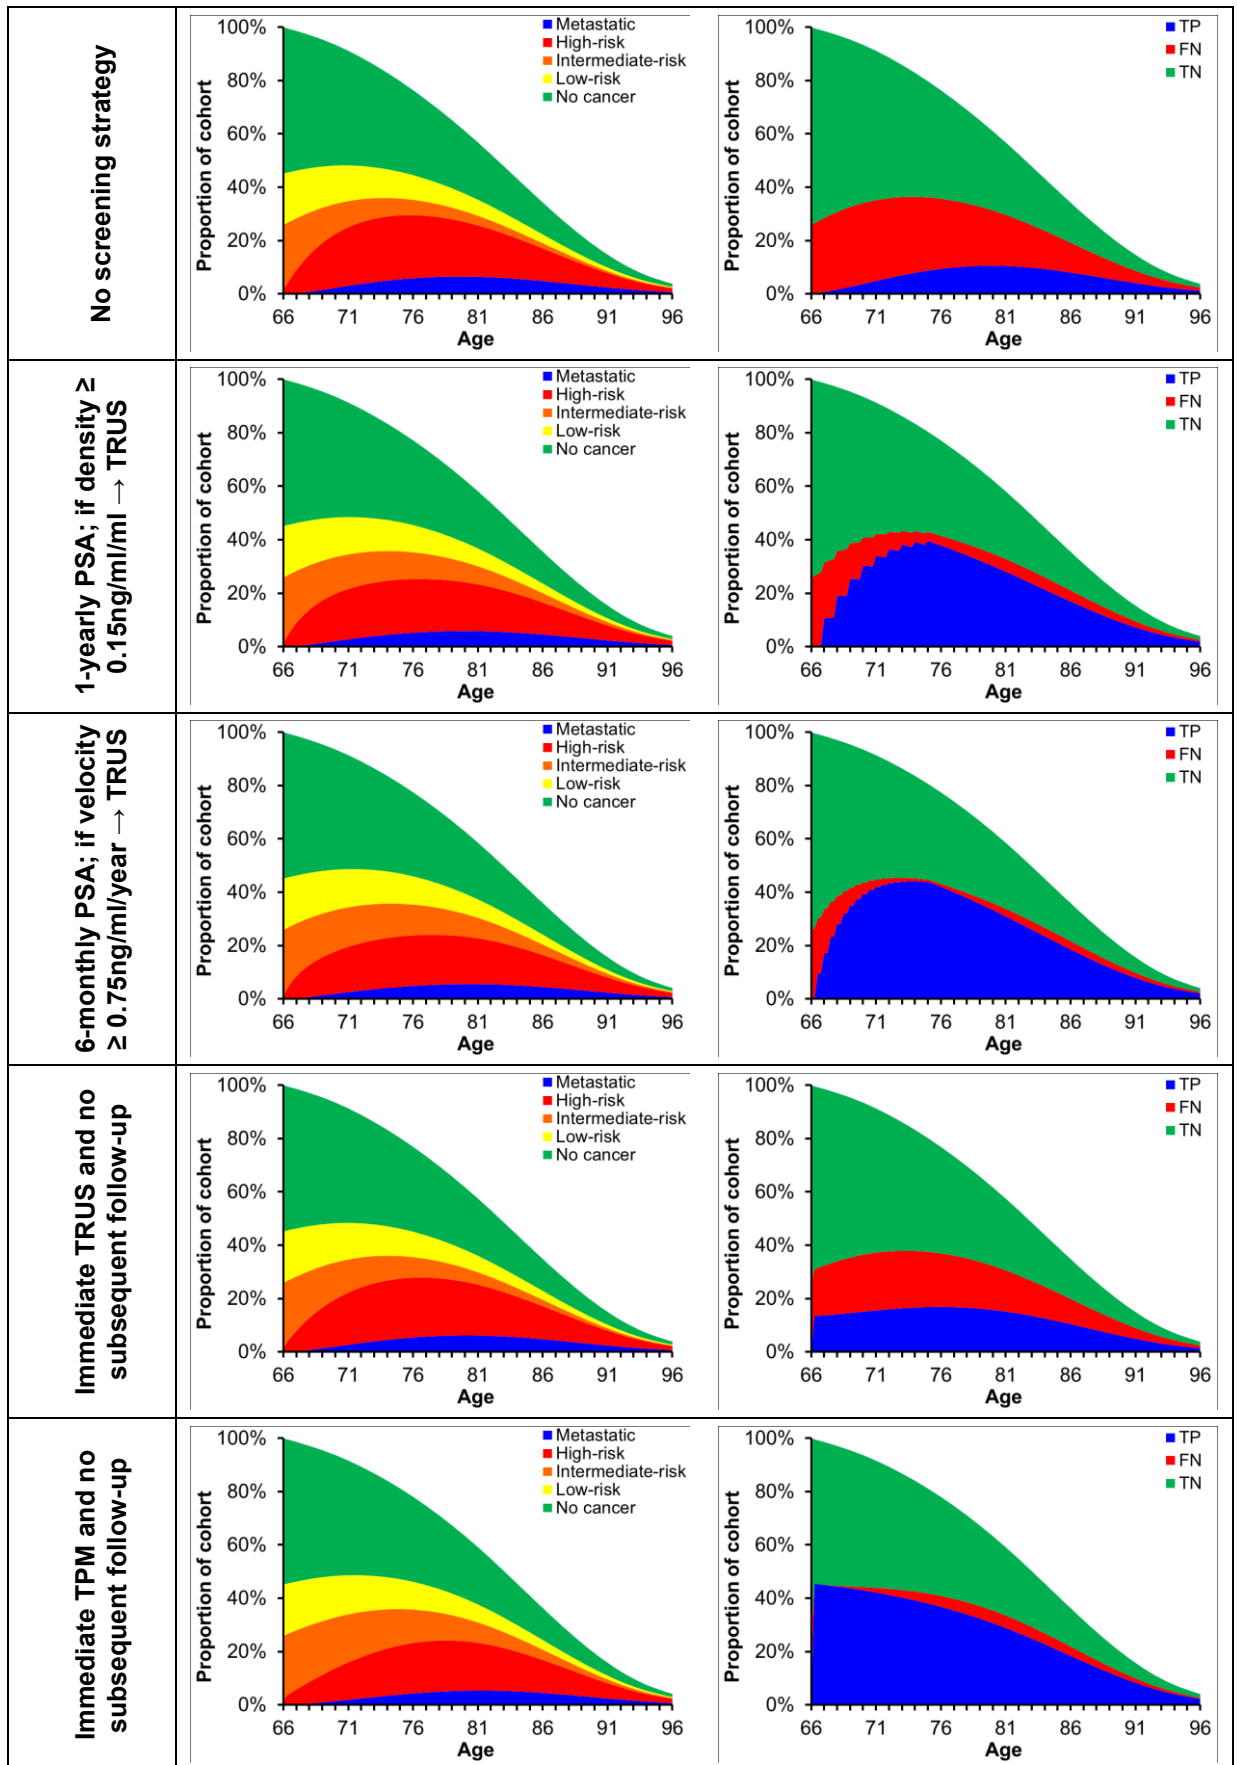 No screening strategy
Proportion of cohort
100%
80%
60%
40%
20%
0%
66 71 76 81 86 91 96
Age
Metastatic
High-risk
Intermediate-risk
Low-risk
No cancer
Proportion of cohort
100%
80%
60%
40%
20%
0%
66 71 76 81 86 91 96
Age
TP
FN
TN
1-yearly PSA; if density ≥
0.15ng/ml/ml → TRUS
Proportion of cohort
100%
80%
60%
40%
20%
0%
66 71 76 81 86 91 96
Age
Metastatic
High-risk
Intermediate-risk
Low-risk
No cancer
Proportion of cohort
100%
80%
60%
40%
20%
0%
66 71 76 81 86 91 96
Age
TP
FN
TN
6-monthly PSA; if velocity
≥ 0.75ng/ml/year → TRUS
Proportion of cohort
100%
80%
60%
40%
20%
0%
66 71 76 81 86 91 96
Age
Metastatic
High-risk
Intermediate-risk
Low-risk
No cancer
Proportion of cohort
100%
80%
60%
40%
20%
0%
66 71 76 81 86 91 96
Age
TP
FN
TN
Immediate TRUS and no
subsequent follow-up
Proportion of cohort
100%
80%
60%
40%
20%
0%
66 71 76 81 86 91 96
Age
Metastatic
High-risk
Intermediate-risk
Low-risk
No cancer
Proportion of cohort
100%
80%
60%
40%
20%
0%
66 71 76 81 86 91 96
Age
TP
FN
TN
Immediate TPM and no
subsequent follow-up
Proportion of cohort
100%
80%
60%
40%
20%
0%
66 71 76 81 86 91 96
Age
Metastatic
High-risk
Intermediate-risk
Low-risk
No cancer
Proportion of cohort
100%
80%
60%
40%
20%
0%
66 71 76 81 86 91 96
Age
TP
FN
TN